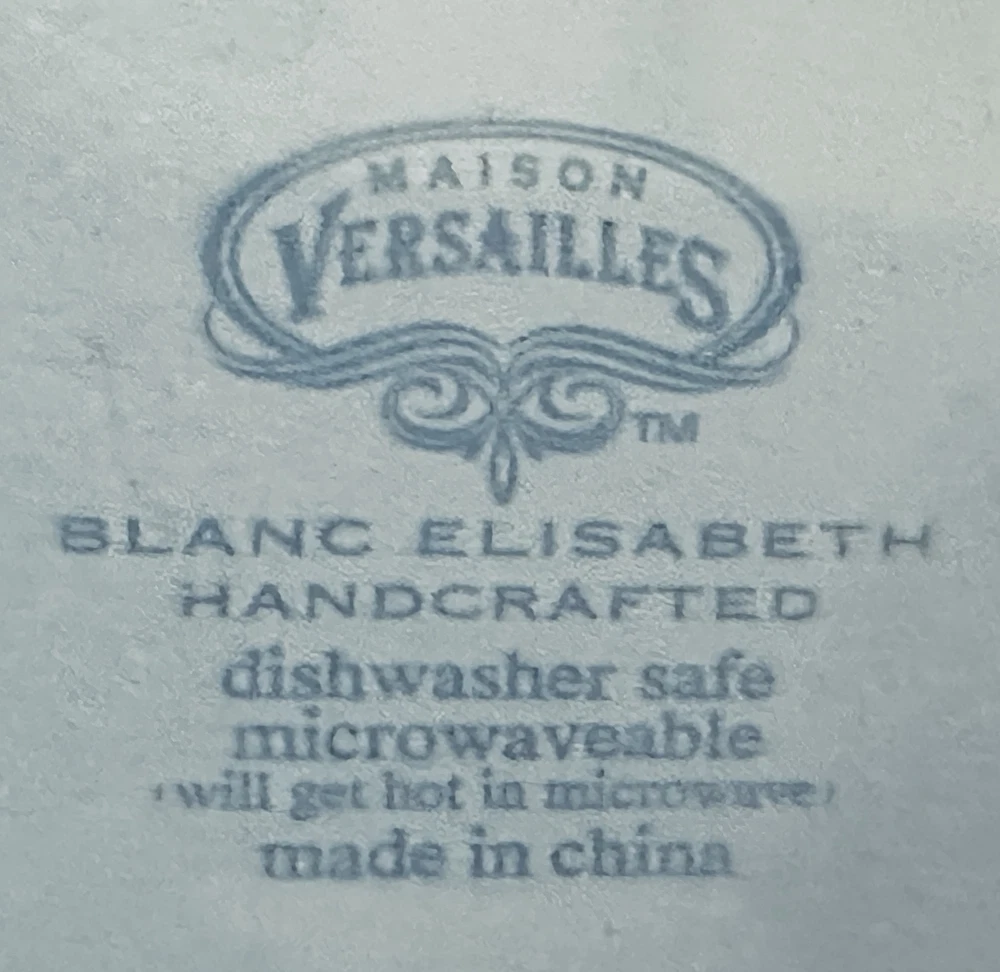 MAISON
VERSAILLES
TM
BLANC ELISABETH
HANDCRAFTED
dishwasher safe
microwaveable
(will get hot in microwave)
made in china